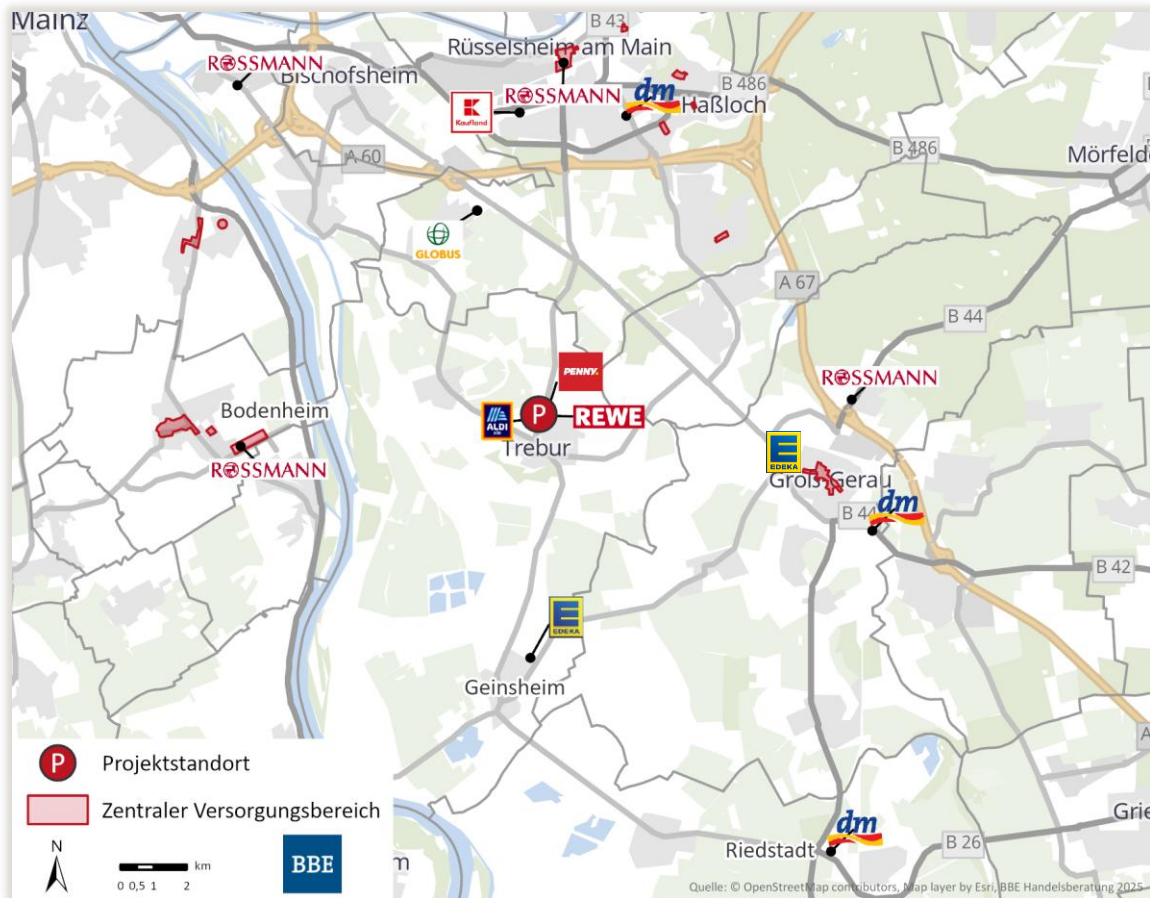 Mainz
B 43
Rüsselsheim am Main
ROSSMANN
Bischofsheim
B 486
dm
ROSSMANN
Haßloch
K
Kaufland
A 60
B 486
Mörfeld
GLOBUS
A 67
B 44
PENNY.
ROSSMANN
P
REWE
ALDI
Bodenheim
Trebur
E
EDEKA
ROSSMANN
Groß-Gerau
dm
B 44
B 42
E
EDEKA
Geinsheim
P
Projektstandort
Zentraler Versorgungsbereich
dm
Grie
N
km
BBE
m
Riedstadt
B 26
0 0,5 1 2
Quelle: © OpenStreetMap contributors, Map layer by Esri, BBE Handelsberatung 2025